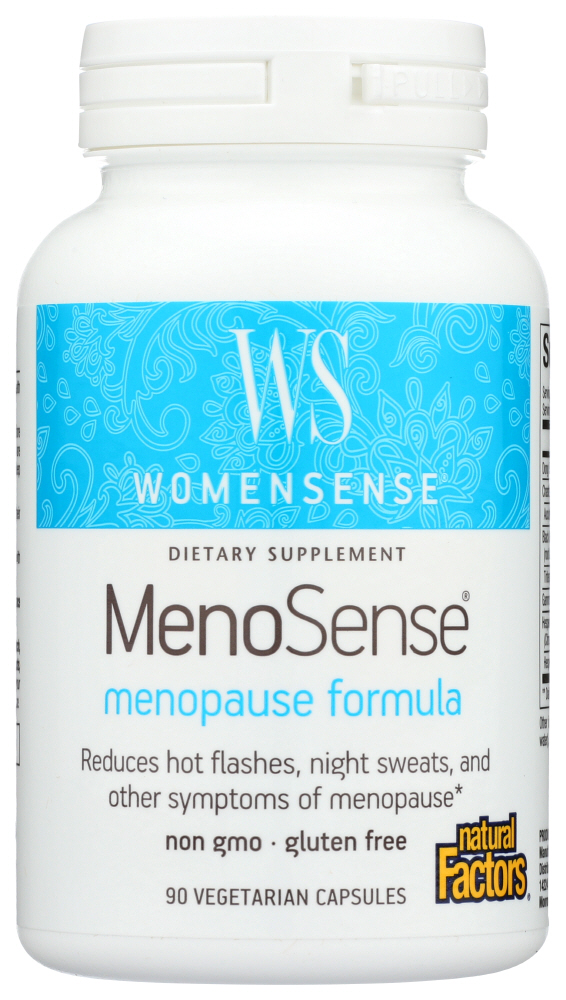 PULL
WS
WOMENSENSE®
DIETARY SUPPLEMENT
MenoSense®
menopause formula
Reduces hot flashes, night sweats, and
other symptoms of menopause*
non gmo · gluten free
90 VEGETARIAN CAPSULES
natural
Factors®